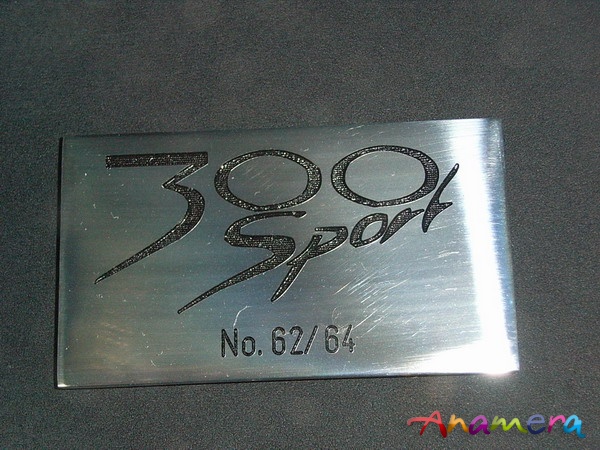 300
Sport
No. 62/64
Anamera